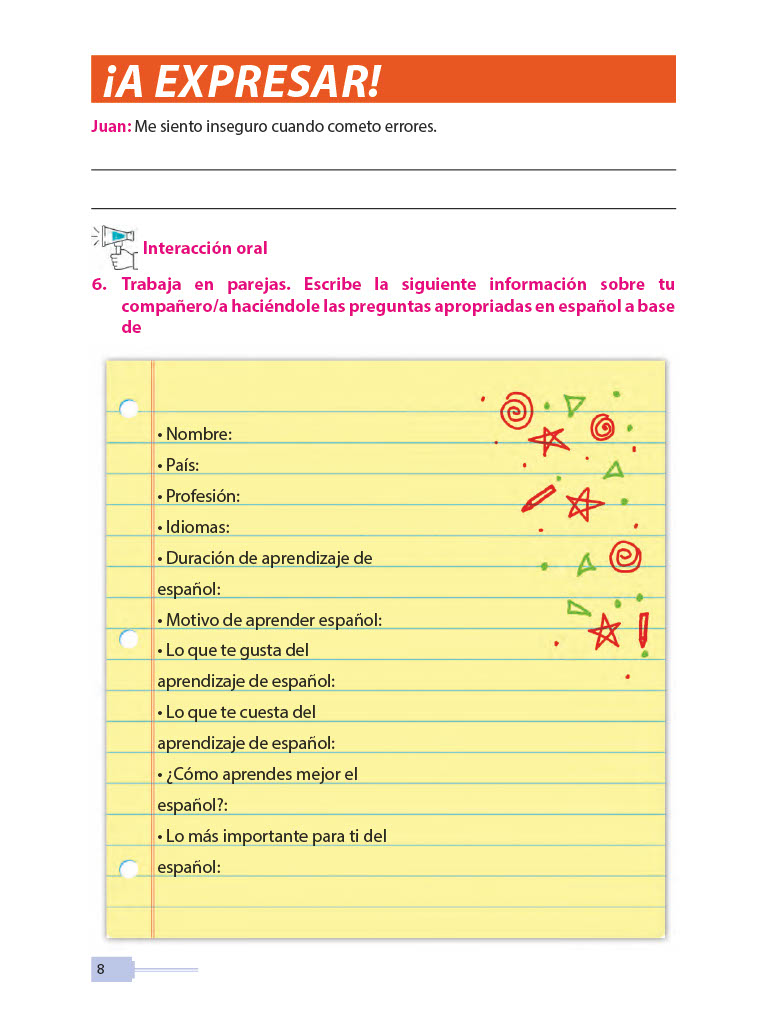 ¡A EXPRESAR!
Juan: Me siento inseguro cuando cometo errores.
Interacción oral
6. Trabaja en parejas. Escribe la siguiente información sobre tu
compañero/a haciéndole las preguntas apropiadas en español a base
de
• Nombre:
• País:
• Profesión:
• Idiomas:
• Duración de aprendizaje de
español:
• Motivo de aprender español:
• Lo que te gusta del
aprendizaje de español:
• Lo que te cuesta del
aprendizaje de español:
• ¿Cómo aprendes mejor el
español?:
• Lo más importante para ti del
español:
8